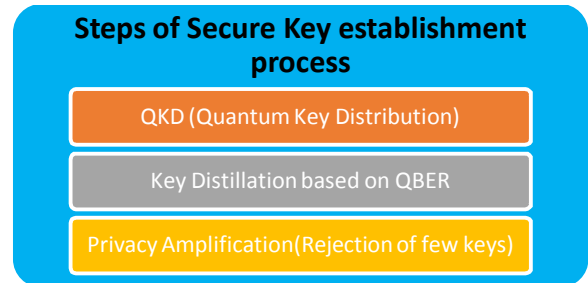 Steps of Secure Key establishment
process
QKD (Quantum Key Distribution)
Key Distillation based on QBER
Privacy Amplification(Rejection of few keys)